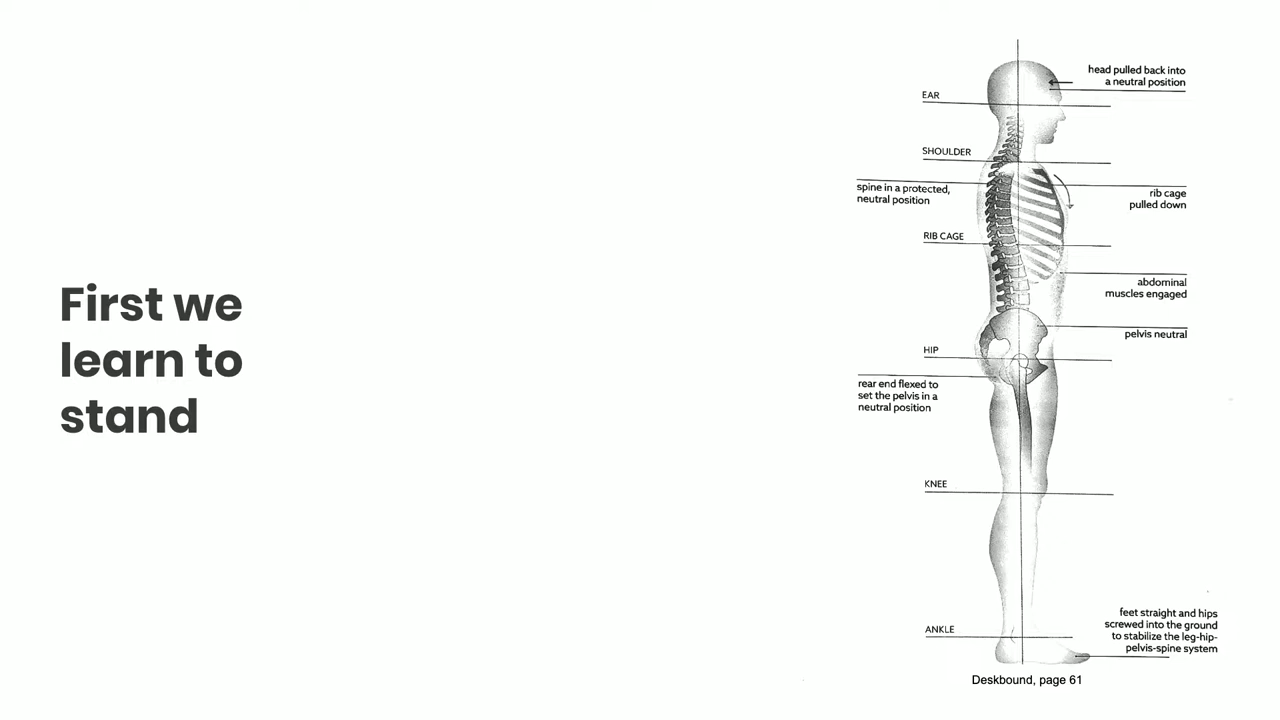 First we
learn to
stand
head pulled back into
a neutral position
EAR
SHOULDER
spine in a protected,
neutral position
rib cage
pulled down
RIB CAGE
abdominal
muscles engaged
pelvis neutral
HIP
rear end flexed to
set the pelvis in a
neutral position
KNEE
feet straight and hips
screwed into the ground
to stabilize the leg-hip-
pelvis-spine system
ANKLE
Deskbound, page 61